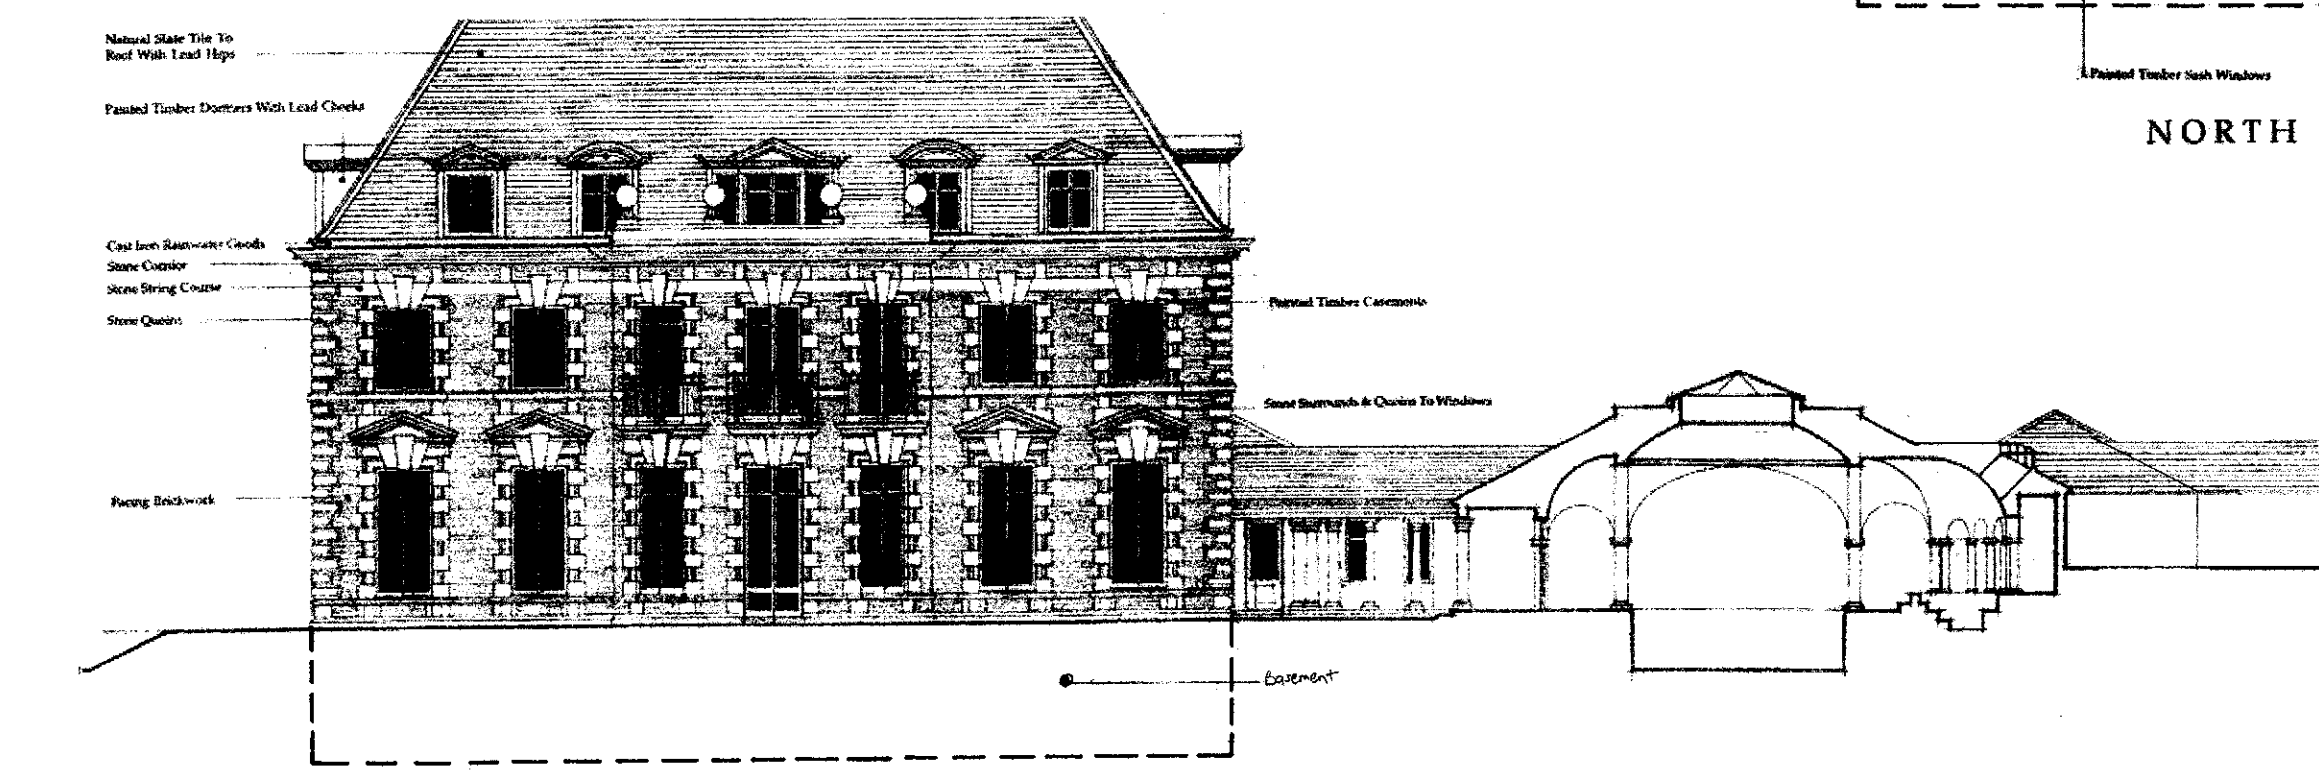 Natural Slate Tile To
Roof With Lead Hips
Painted Timber Dormers With Lead Cheeks
Cast Iron Rainwater Goods
Stone Cornice
Stone String Course
Stone Quoins
Facing Brickwork
Painted Timber Sash Windows
NORTH
Painted Timber Casements
Stone Surrounds & Quoins To Windows
Basement